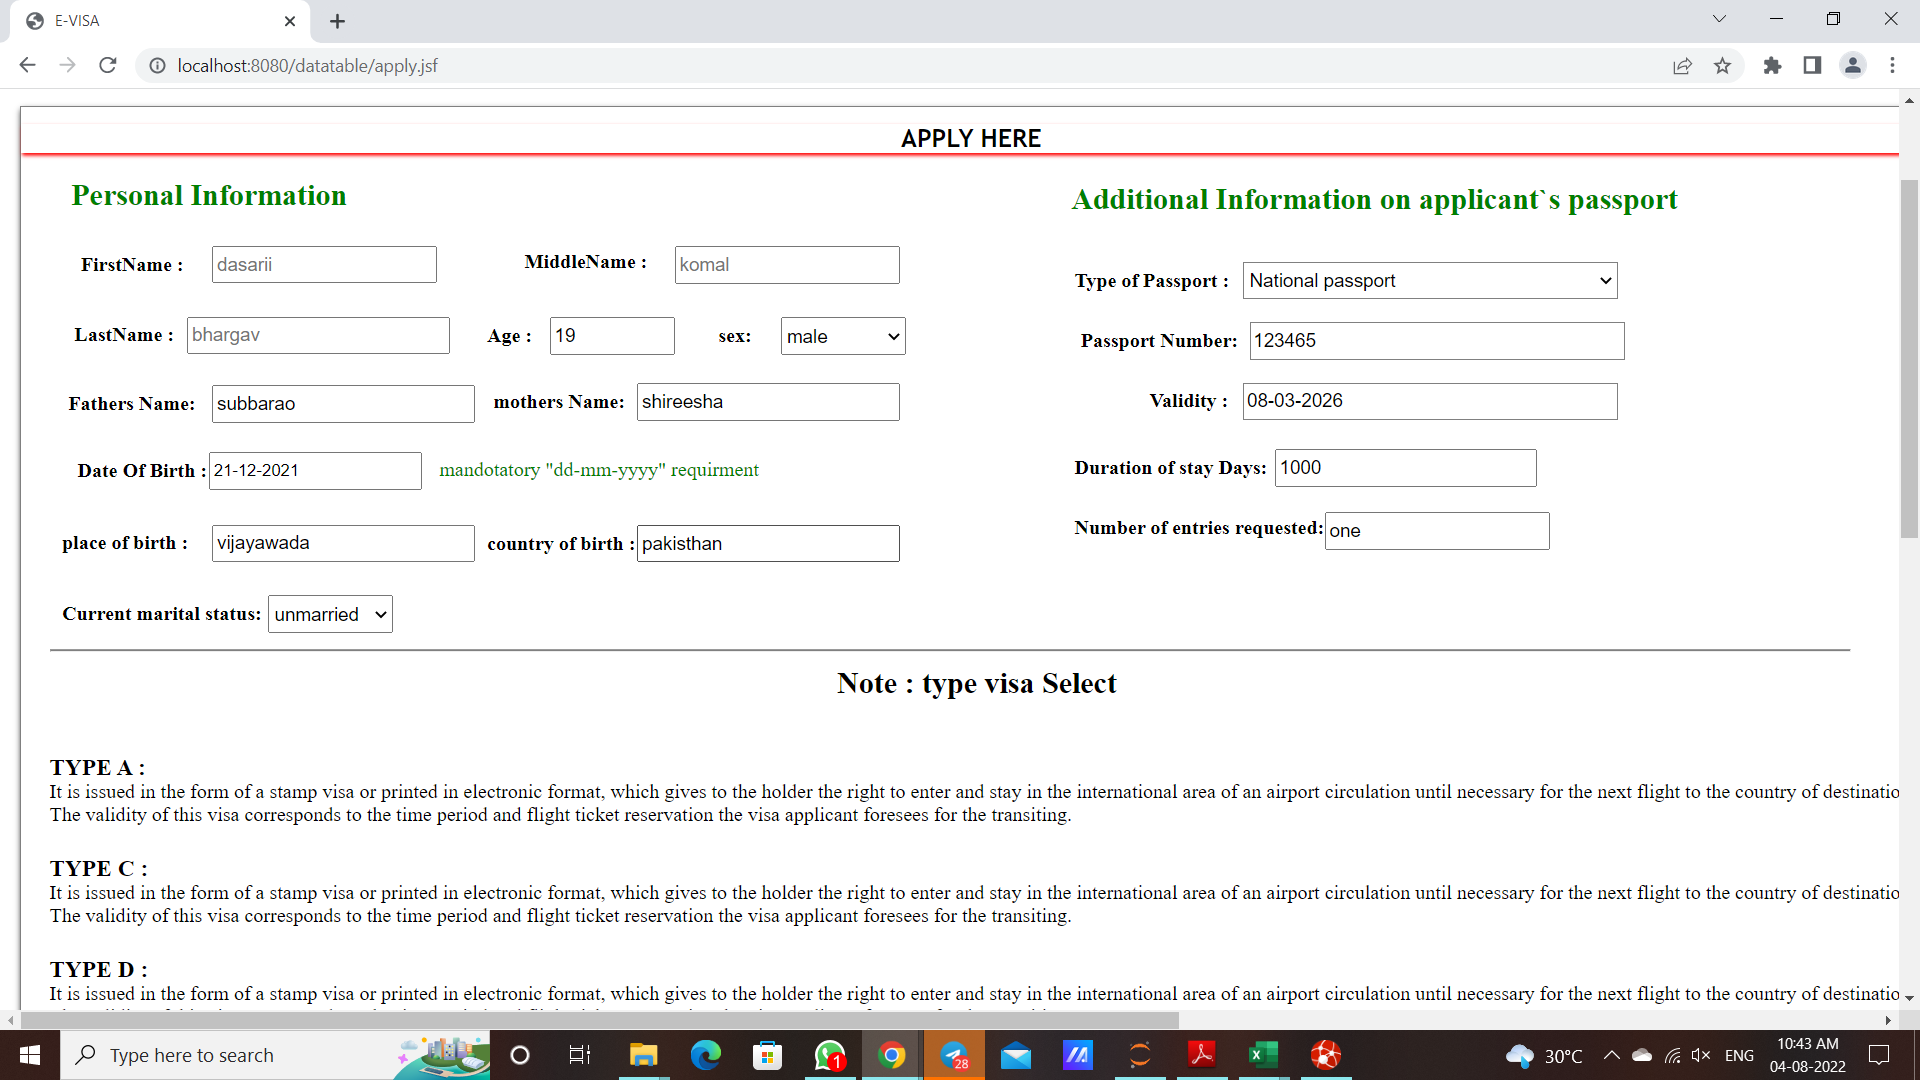 E-VISA
localhost:8080/datatable/apply.jsf
APPLY HERE
Personal Information
FirstName : dasarii MiddleName : komal
LastName : bhargav Age : 19 sex: male
Fathers Name: subbarao mothers Name: shireesha
Date Of Birth : 21-12-2021 mandotatory "dd-mm-yyyy" requirment
place of birth : vijayawada country of birth : pakisthan
Current marital status: unmarried
Additional Information on applicant`s passport
Type of Passport : National passport
Passport Number: 123465
Validity : 08-03-2026
Duration of stay Days: 1000
Number of entries requested: one
Note : type visa Select
TYPE A :
It is issued in the form of a stamp visa or printed in electronic format, which gives to the holder the right to enter and stay in the international area of an airport circulation until necessary for the next flight to the country of destinatio
The validity of this visa corresponds to the time period and flight ticket reservation the visa applicant foresees for the transiting.
TYPE C :
It is issued in the form of a stamp visa or printed in electronic format, which gives to the holder the right to enter and stay in the international area of an airport circulation until necessary for the next flight to the country of destinatio
The validity of this visa corresponds to the time period and flight ticket reservation the visa applicant foresees for the transiting.
TYPE D :
It is issued in the form of a stamp visa or printed in electronic format, which gives to the holder the right to enter and stay in the international area of an airport circulation until necessary for the next flight to the country of destinatio
Type here to search
1
28
30°C
ENG
10:43 AM
04-08-2022